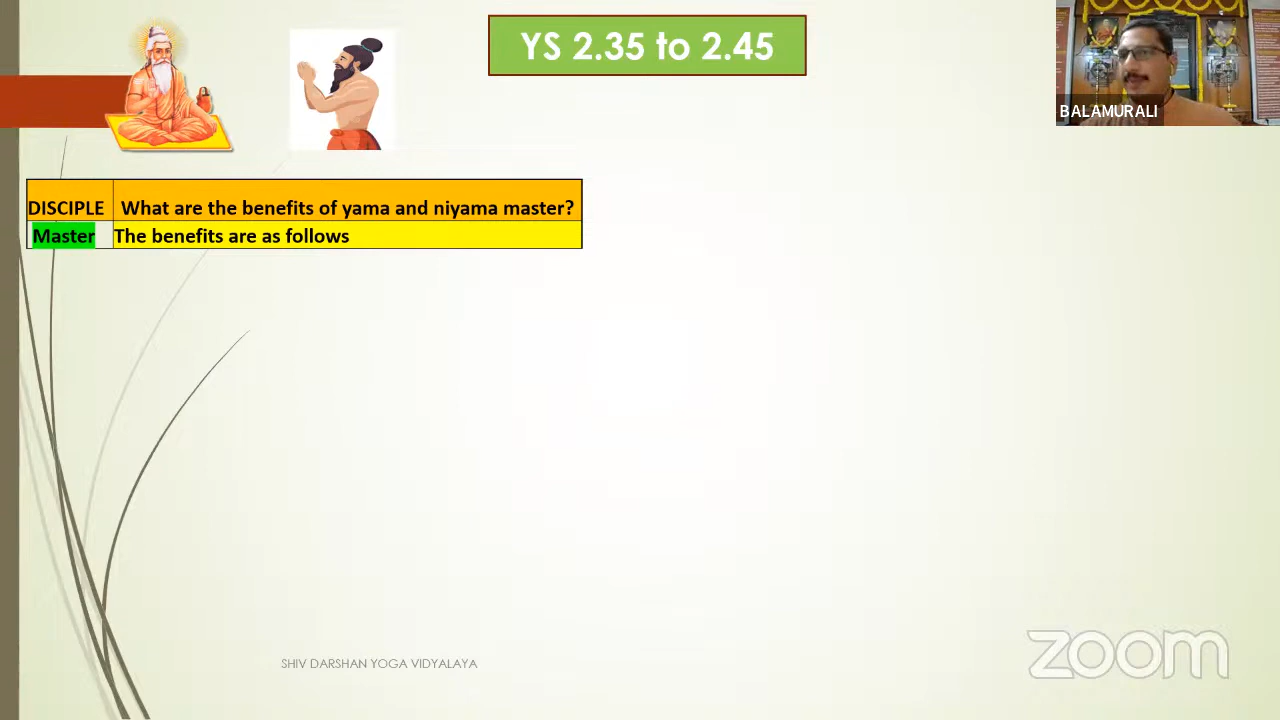 YS 2.35 to 2.45
BALAMURALI
DISCIPLE What are the benefits of yama and niyama master?
Master The benefits are as follows
SHIV DARSHAN YOGA VIDYALAYA
zoom